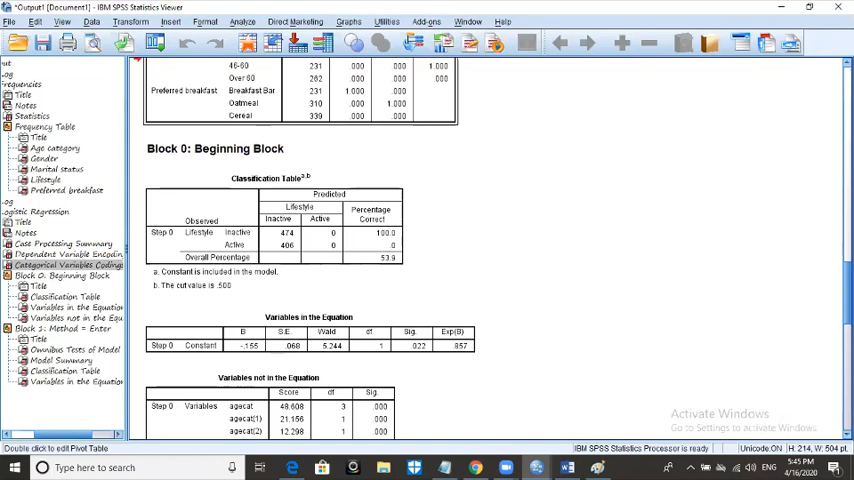 *Output1 [Document1] - IBM SPSS Statistics Viewer
File Edit View Data Transform Insert Format Analyze Direct Marketing Graphs Utilities Add-ons Window Help
Log
Frequencies
Title
Notes
Statistics
Frequency Table
Title
Age category
Gender
Marital status
Lifestyle
Preferred breakfast
Log
Logistic Regression
Title
Notes
Case Processing Summary
Dependent Variable Encodin
Categorical Variables Codings
Block 0: Beginning Block
Title
Classification Table
Variables in the Equation
Variables not in the Equ
Block 1: Method = Enter
Title
Omnibus Tests of Model
Model Summary
Classification Table
Variables in the Equation
46-60 231 .000 .000 1.000
Over 60 262 .000 .000 .000
Preferred breakfast Breakfast Bar 231 1.000 .000
Oatmeal 310 .000 1.000
Cereal 339 .000 .000
Block 0: Beginning Block
Classification Table a,b
Predicted
Lifestyle Percentage Correct
Observed Inactive Active
Step 0 Lifestyle Inactive 474 0 100.0
Active 406 0 .0
Overall Percentage 53.9
a. Constant is included in the model.
b. The cut value is .500
Variables in the Equation
B S.E. Wald df Sig. Exp(B)
Step 0 Constant -.155 .068 5.244 1 .022 .857
Variables not in the Equation
Score df Sig.
Step 0 Variables agecat 48.608 3 .000
agecat(1) 21.156 1 .000
agecat(2) 12.298 1 .000
Activate Windows
Go to Settings to activate Windows.
Double click to edit Pivot Table IBM SPSS Statistics Processor is ready Unicode:ON H: 214, W: 504 pt.
Type here to search
ENG
5:45 PM
4/16/2020